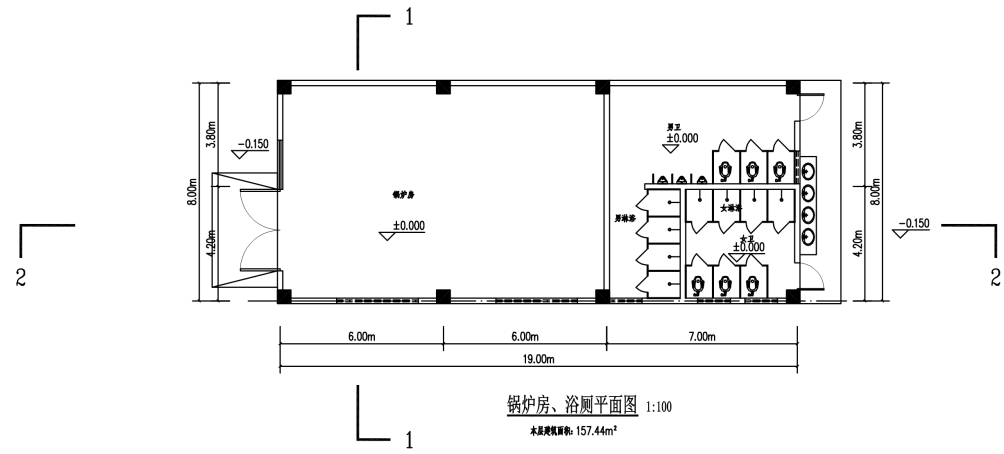 1
3.80m
-0.150
8.00m
4.20m
锅炉房
±0.000
男卫
±0.000
男淋浴
女淋浴
女卫
±0.000
3.80m
8.00m
4.20m
-0.150
2
2
6.00m
6.00m
7.00m
19.00m
锅炉房、浴厕平面图 1:100
本层建筑面积: 157.44m²
1